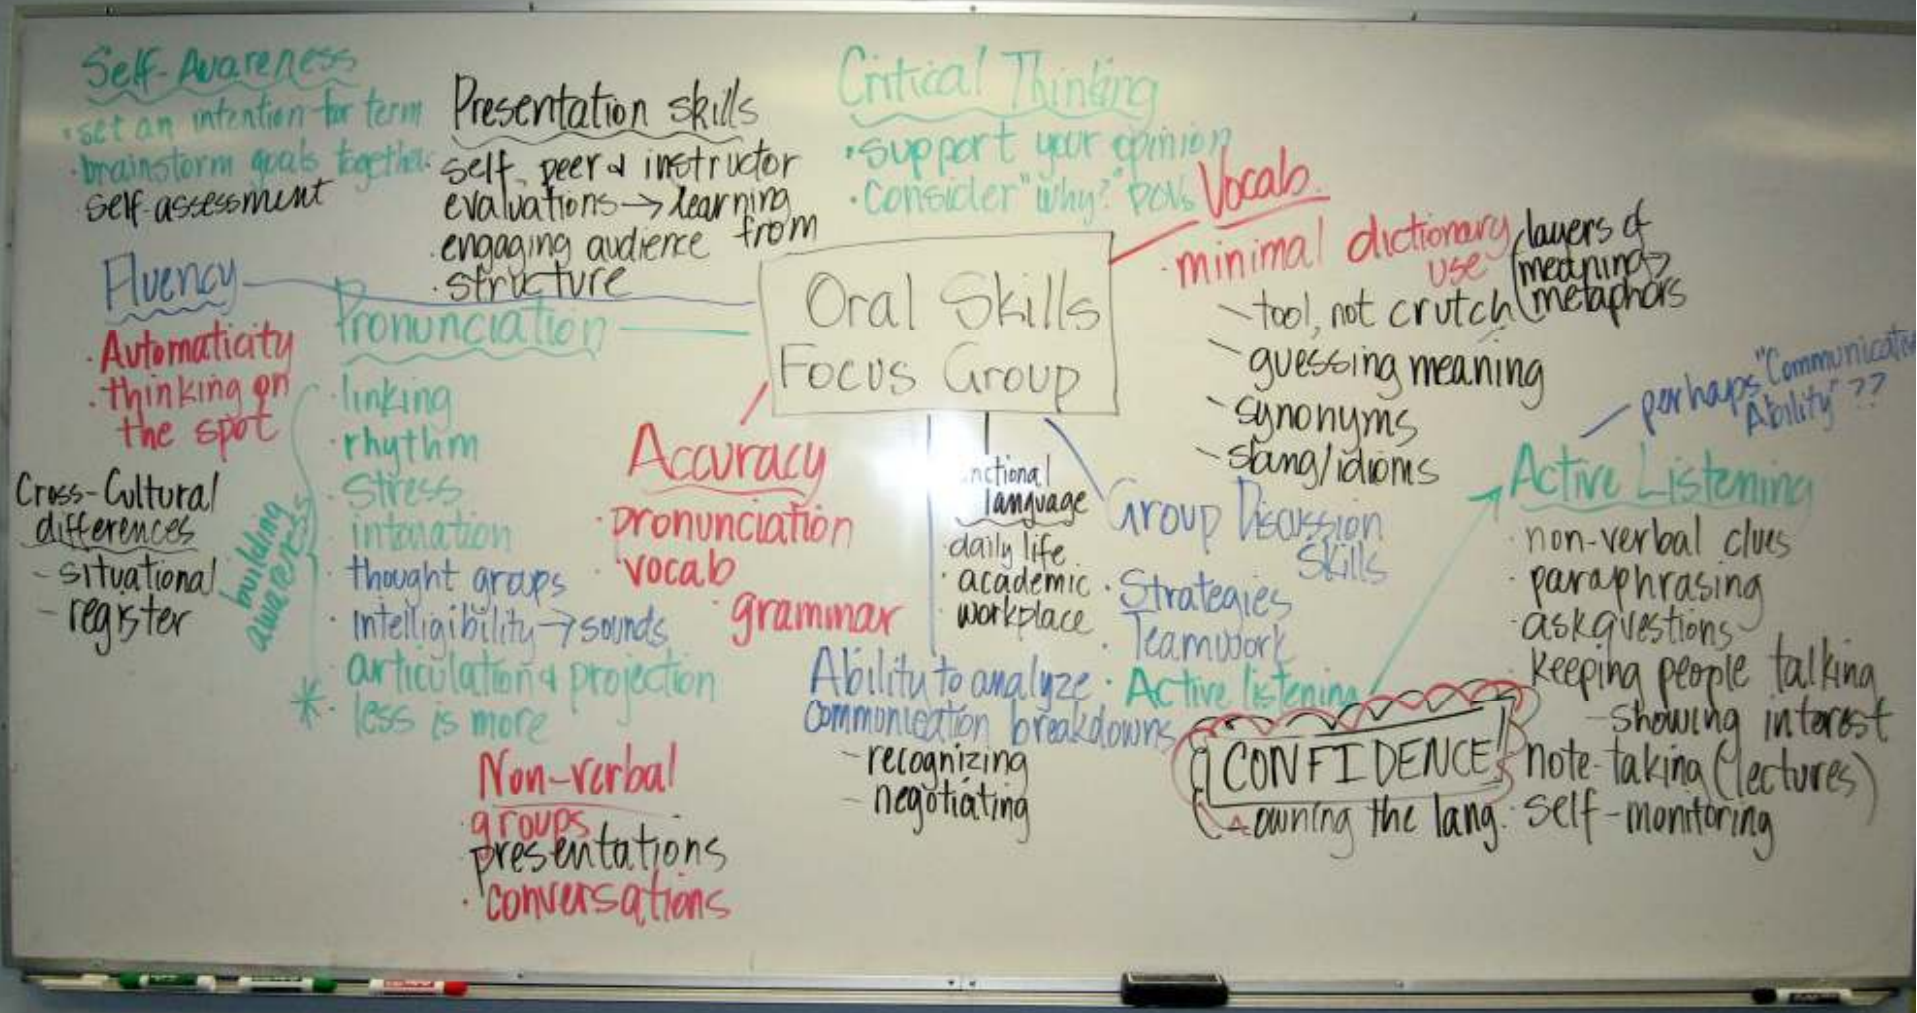 Self-Awareness
• set an intention for term
• brainstorm goals together
self-assessment
Presentation skills
self, peer & instructor
evaluations → learning
from
• engaging audience
• structure
Critical Thinking
• support your opinion
• Consider "Why?" POVs
Vocab.
• minimal dictionary
use
layers of
meaning →
metaphors
- tool, not crutch
- guessing meaning
- synonyms
- slang/idioms
Oral Skills
Focus Group
Fluency
• Automaticity
• thinking on
the spot
Cross-Cultural
differences
- situational
- register
Pronunciation
• linking
• rhythm
• stress
• intonation
• thought groups
• intelligibility → sounds
• articulation & projection
* • less is more
building
awareness
Accuracy
• pronunciation
• vocab
• grammar
language
• daily life
• academic
• workplace
Group Discussion
Skills
• Strategies
• Teamwork
• Active listening
perhaps "Communicative
Ability" ??
Active Listening
• non-verbal clues
• paraphrasing
• ask questions
• keeping people talking
- showing interest
• note-taking (lectures)
• self-monitoring
Ability to analyze
communication breakdowns
- recognizing
- negotiating
CONFIDENCE
- owning the lang.
Non-verbal
• groups
• presentations
• conversations